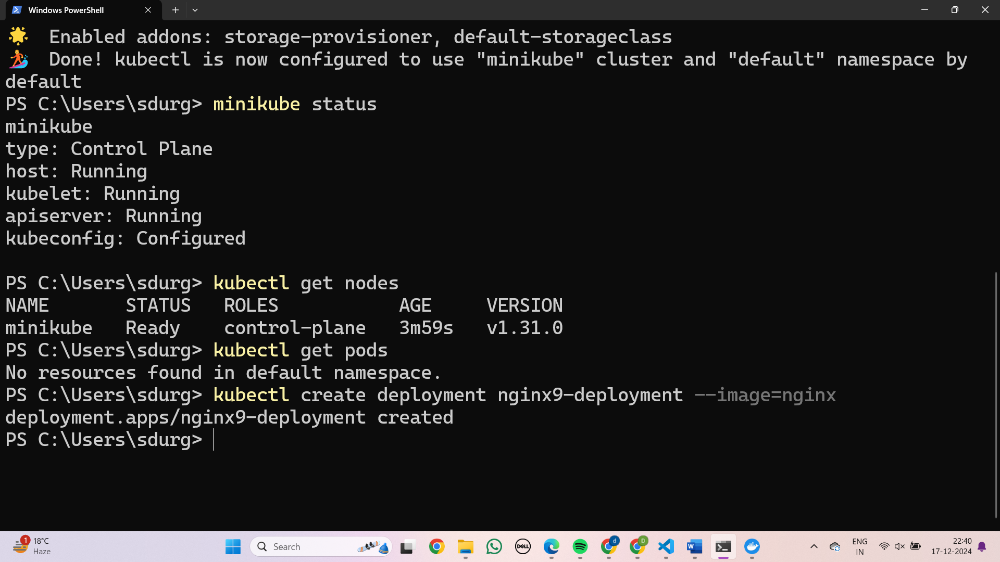 Windows PowerShell
Enabled addons: storage-provisioner, default-storageclass
Done! kubectl is now configured to use "minikube" cluster and "default" namespace by
default
PS C:\Users\sdurg> minikube status
minikube
type: Control Plane
host: Running
kubelet: Running
apiserver: Running
kubeconfig: Configured
PS C:\Users\sdurg> kubectl get nodes
NAME STATUS ROLES AGE VERSION
minikube Ready control-plane 3m59s v1.31.0
PS C:\Users\sdurg> kubectl get pods
No resources found in default namespace.
PS C:\Users\sdurg> kubectl create deployment nginx9-deployment --image=nginx
deployment.apps/nginx9-deployment created
PS C:\Users\sdurg>
1 18°C
Haze
Search
DELL
d
D
W
ENG
IN
22:40
17-12-2024